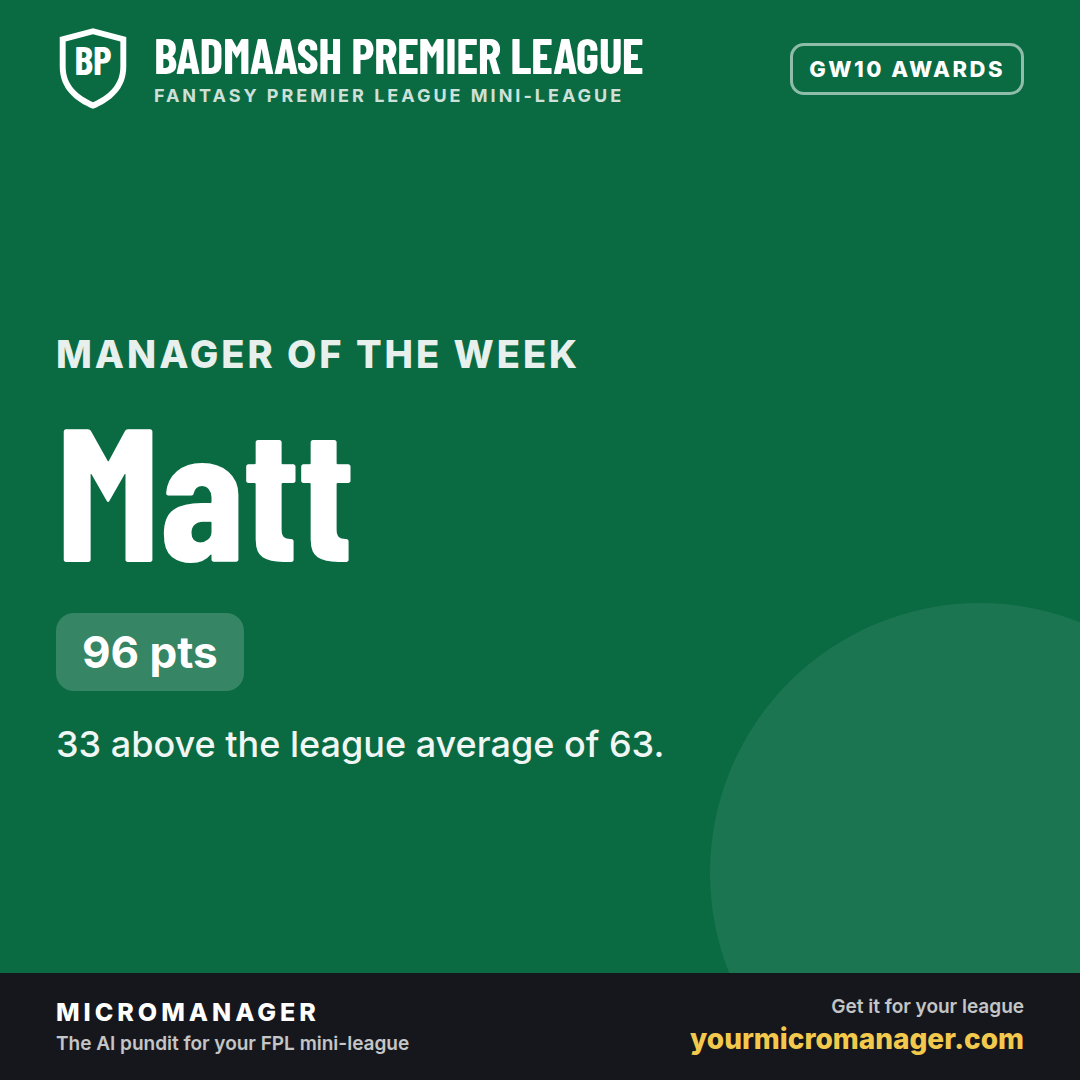 BP
BADMAASH PREMIER LEAGUE
FANTASY PREMIER LEAGUE MINI-LEAGUE
GW10 AWARDS
MANAGER OF THE WEEK
Matt
96 pts
33 above the league average of 63.
MICROMANAGER
The AI pundit for your FPL mini-league
Get it for your league
yourmicromanager.com